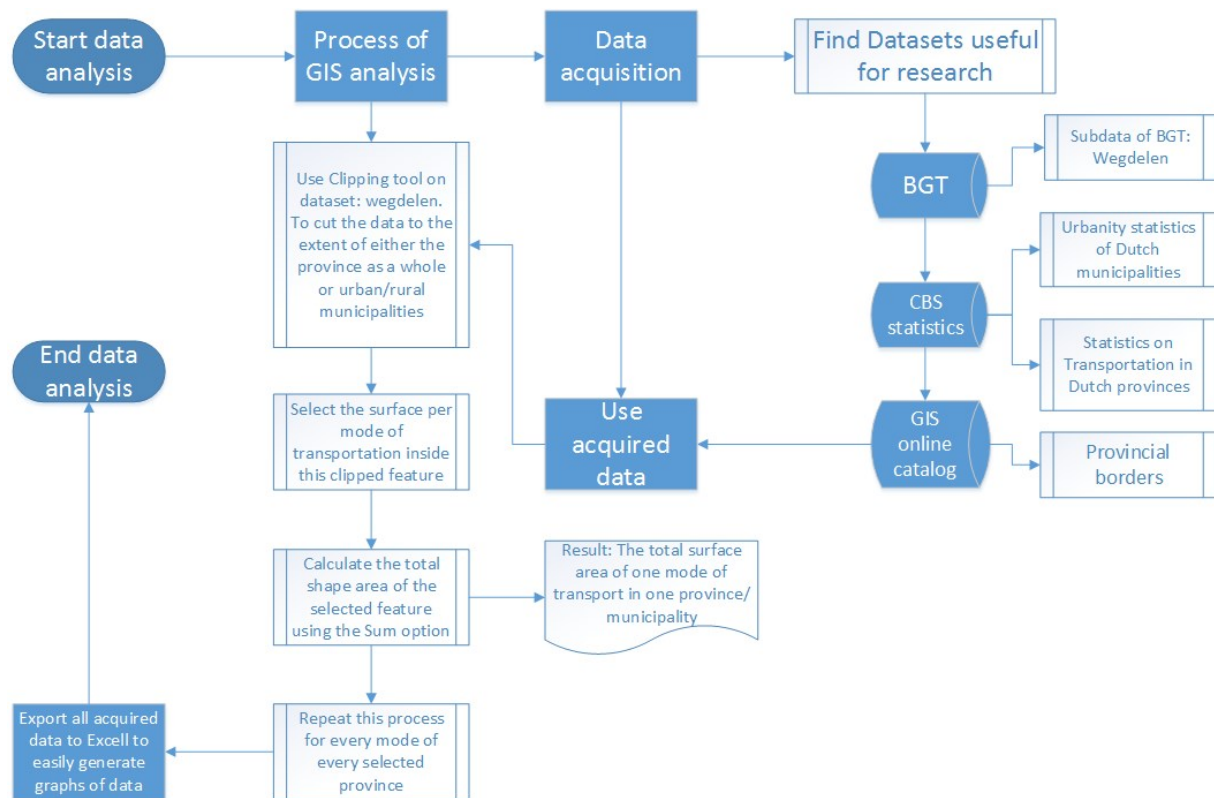 Start data
analysis
Process of
GIS analysis
Data
acquisition
Find Datasets useful
for research
Subdata of BGT:
Wegdelen
BGT
Use Clipping tool on
dataset: wegdelen.
To cut the data to the
extent of either the
province as a whole
or urban/rural
municipalities
Urbanity statistics
of Dutch
municipalities
CBS
statistics
Statistics on
Transportation in
Dutch provinces
End data
analysis
Select the surface per
mode of
transportation inside
this clipped feature
Use
acquired
data
GIS
online
catalog
Provincial
borders
Calculate the total
shape area of the
selected feature
using the Sum option
Result: The total surface
area of one mode of
transport in one province/
municipality
Export all acquired
data to Excell to
easily generate
graphs of data
Repeat this process
for every mode of
every selected
province